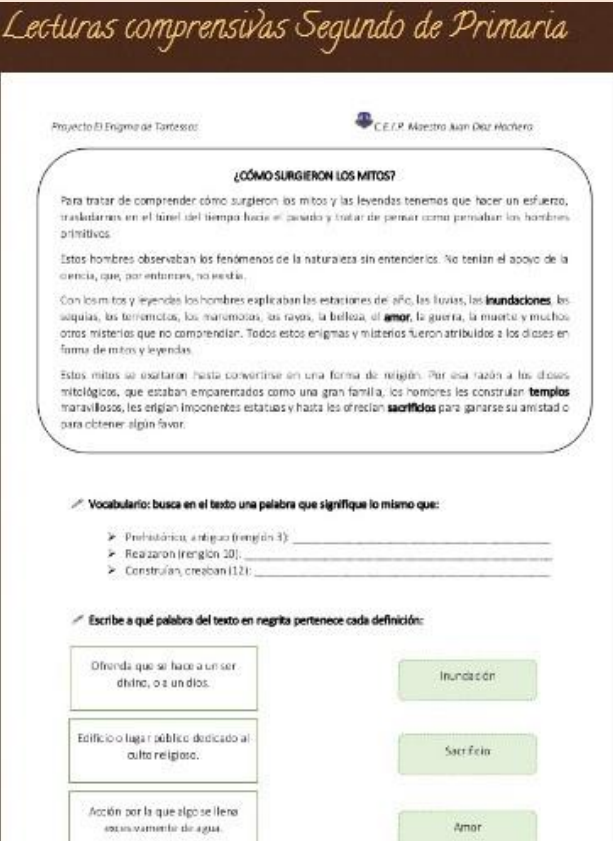 Lecturas comprensivas Segundo de Primaria
Proyecto El Enigma de Tartessos
C.E.I.P. Maestro Juan Díaz Hachero
¿CÓMO SURGIERON LOS MITOS?
Para tratar de comprender cómo surgieron los mitos y las leyendas tenemos que hacer un esfuerzo,
trasladarnos en el túnel del tiempo hacia el pasado y tratar de pensar como pensaban los hombres
primitivos.
Estos hombres observaban los fenómenos de la naturaleza sin entenderlos. No tenían el apoyo de la
ciencia, que, por entonces, no existía.
Con los mitos y leyendas los hombres explicaban las estaciones del año, las lluvias, las inundaciones, las
sequías, los terremotos, los maremotos, los rayos, la belleza, el amor, la guerra, la muerte y muchos
otros misterios que no comprendían. Todos estos enigmas y misterios fueron atribuidos a los dioses en
forma de mitos y leyendas.
Estos mitos se exaltaron hasta convertirse en una forma de religión. Por esa razón a los dioses
mitológicos, que estaban emparentados como una gran familia, los hombres les construían templos
maravillosos, les erigían imponentes estatuas y hasta les ofrecían sacrificios para ganarse su amistad o
para obtener algún favor.
Vocabulario: busca en el texto una palabra que signifique lo mismo que:
Prehistórico, antiguo (renglón 3):
Realzaron (renglón 10):
Construían, creaban (12):
Escribe a qué palabra del texto en negrita pertenece cada definición:
Ofrenda que se hace a un ser
divino, o a un dios.
Inundación
Edificio o lugar público dedicado al
culto religioso.
Sacrificio
Acción por la que algo se llena
excesivamente de agua.
Amor